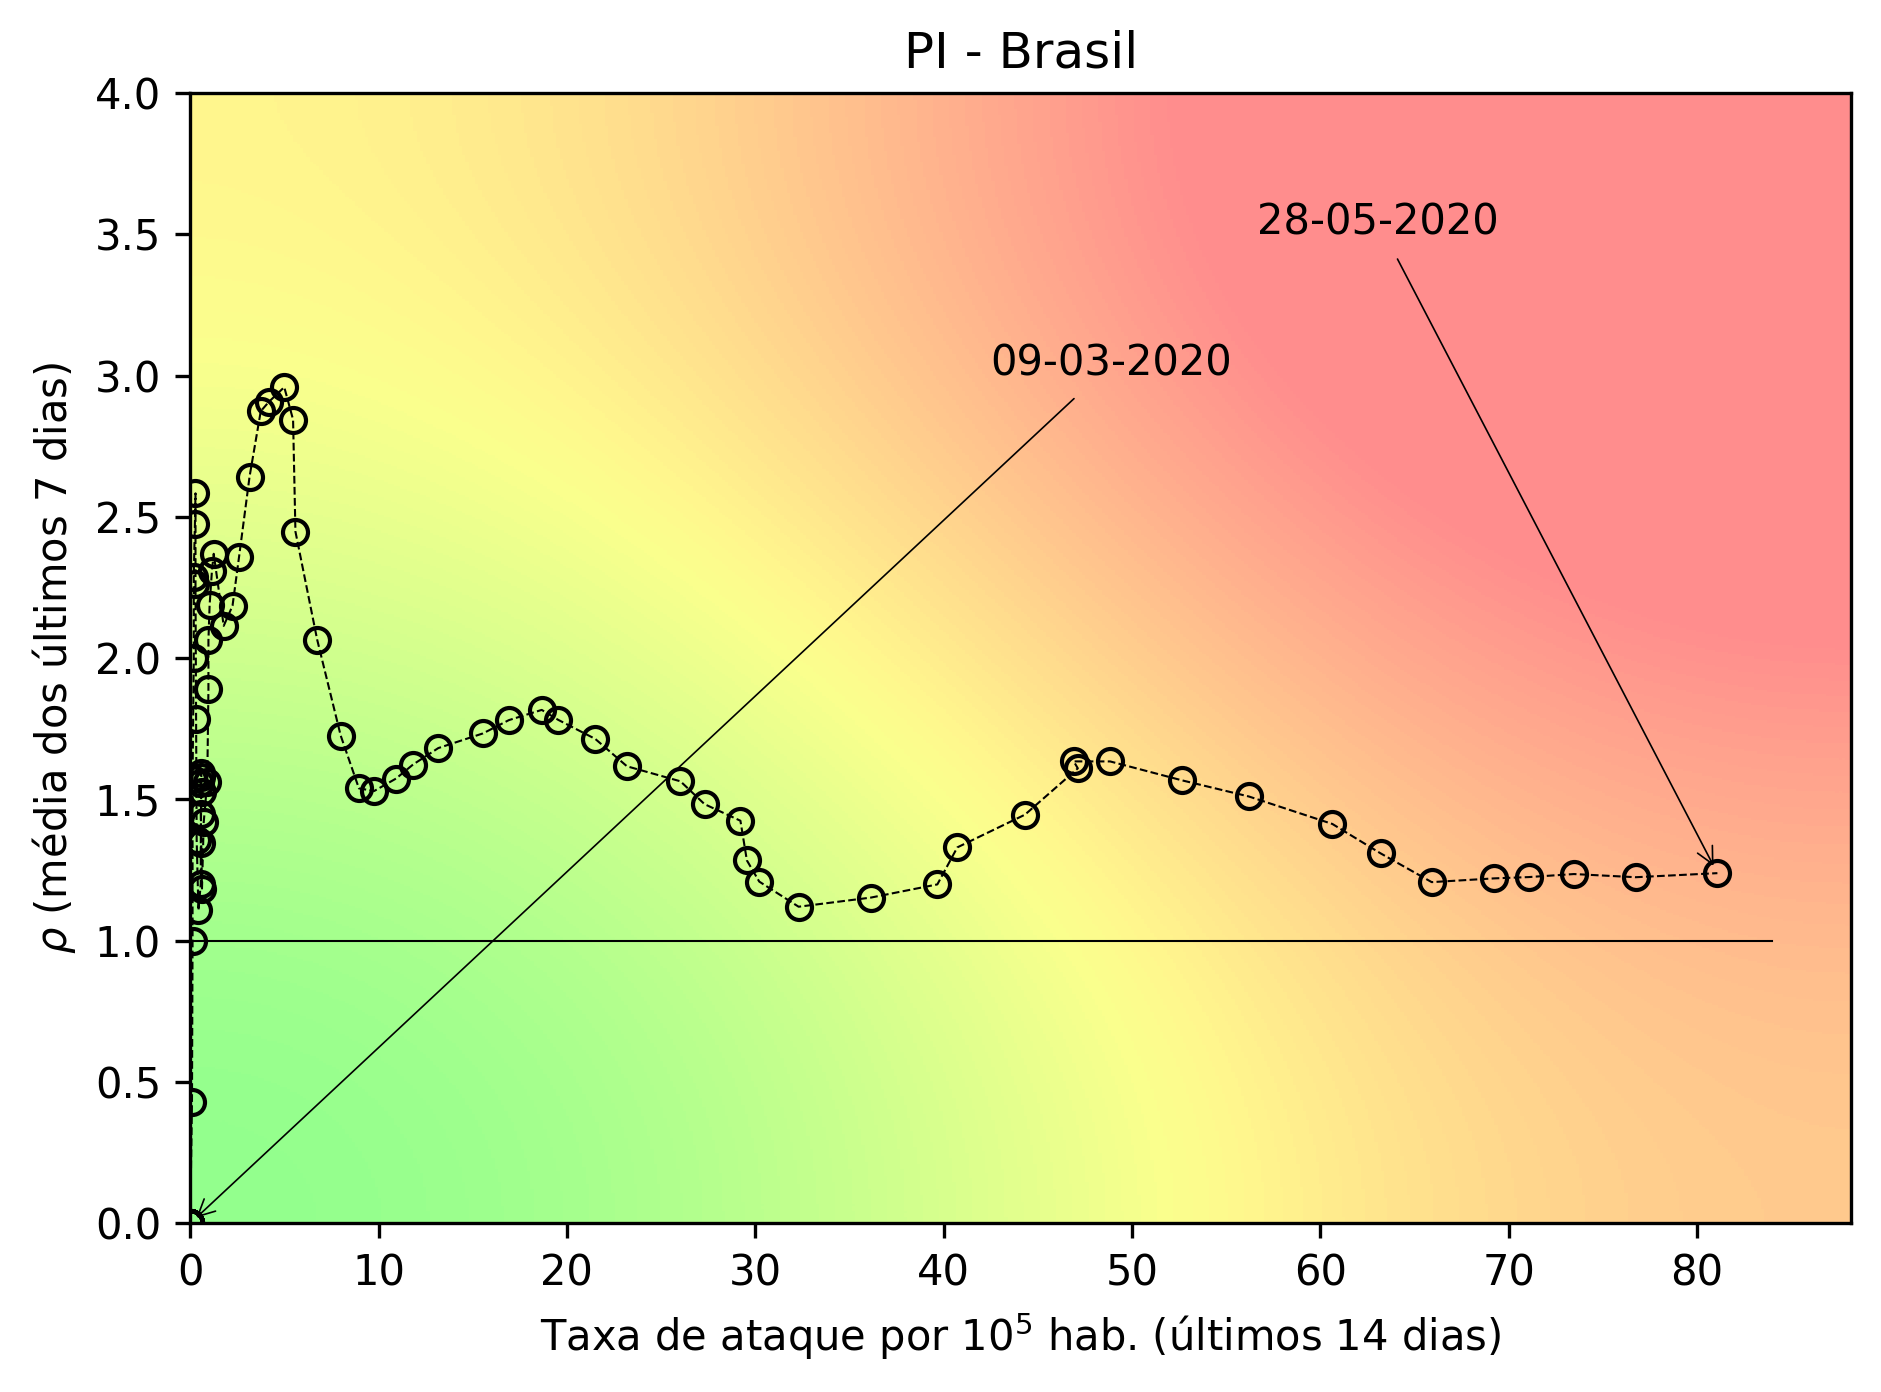 PI - Brasil
4.0
3.5
3.0
2.5
2.0
1.5
1.0
0.5
0.0
ρ (média dos últimos 7 dias)
28-05-2020
09-03-2020
0 10 20 30 40 50 60 70 80
Taxa de ataque por 10⁵ hab. (últimos 14 dias)